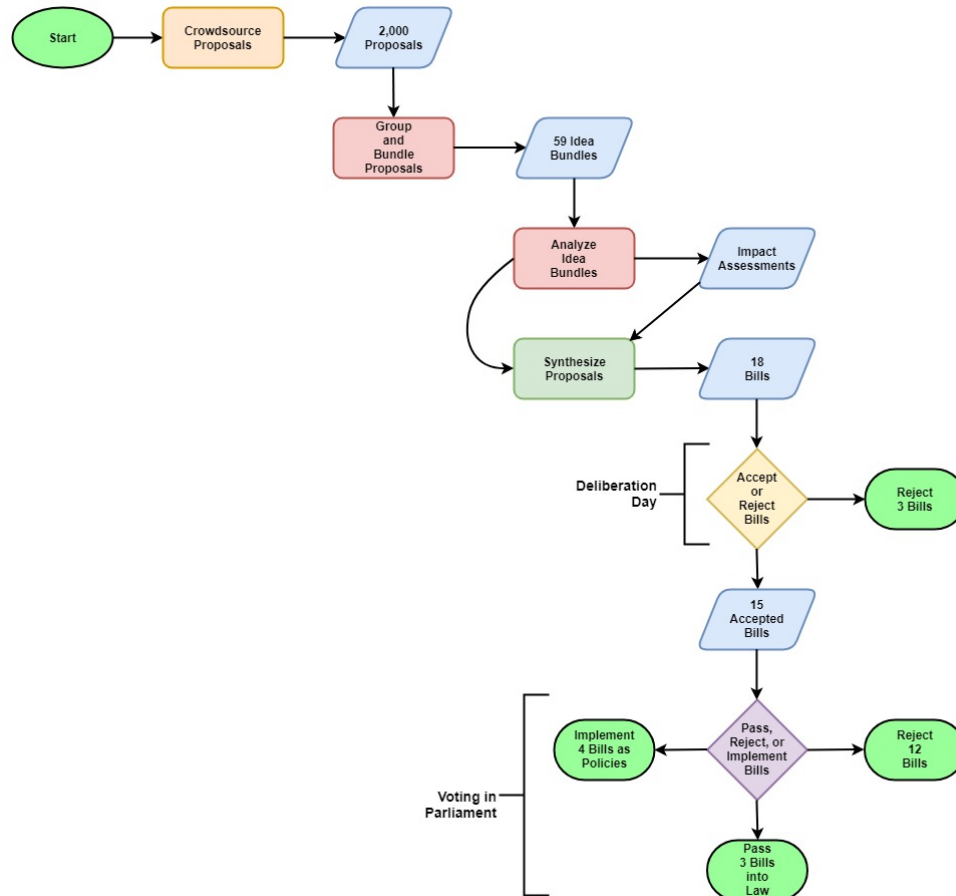 Start
Crowdsource
Proposals
2,000
Proposals
Group
and
Bundle
Proposals
59 Idea
Bundles
Analyze
Idea
Bundles
Impact
Assessments
Synthesize
Proposals
18
Bills
Deliberation
Day
Accept
or
Reject
Bills
Reject
3 Bills
15
Accepted
Bills
Voting in
Parliament
Implement
4 Bills as
Policies
Pass,
Reject, or
Implement
Bills
Reject
12
Bills
Pass
3 Bills
into
Law